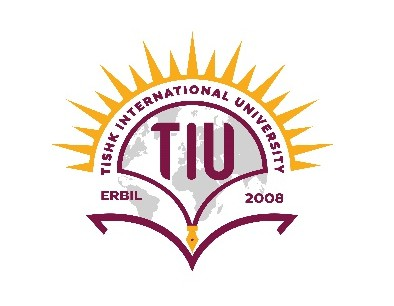 TISHK INTERNATIONAL UNIVERSITY
TIU
ERBIL 2008